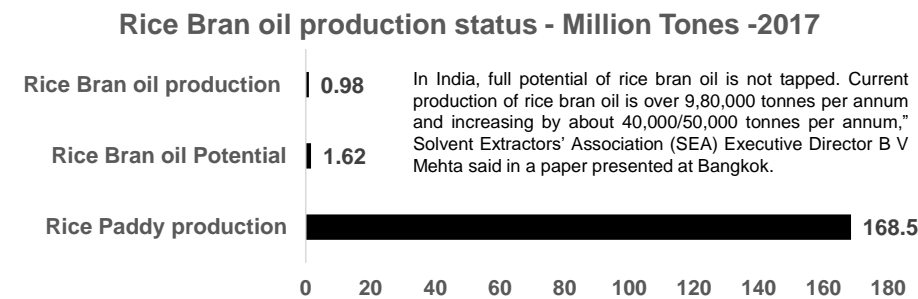 Rice Bran oil production status - Million Tones -2017
Rice Bran oil production 0.98
In India, full potential of rice bran oil is not tapped. Current
production of rice bran oil is over 9,80,000 tonnes per annum
and increasing by about 40,000/50,000 tonnes per annum,”
Solvent Extractors’ Association (SEA) Executive Director B V
Mehta said in a paper presented at Bangkok.
Rice Bran oil Potential 1.62
Rice Paddy production 168.5
0 20 40 60 80 100 120 140 160 180